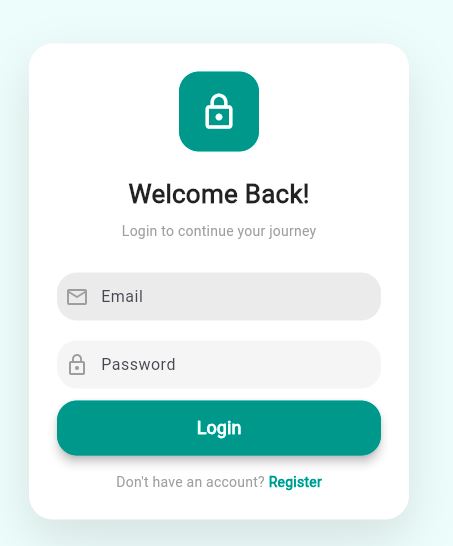 Welcome Back!
Login to continue your journey
Email
Password
Login
Don't have an account? Register